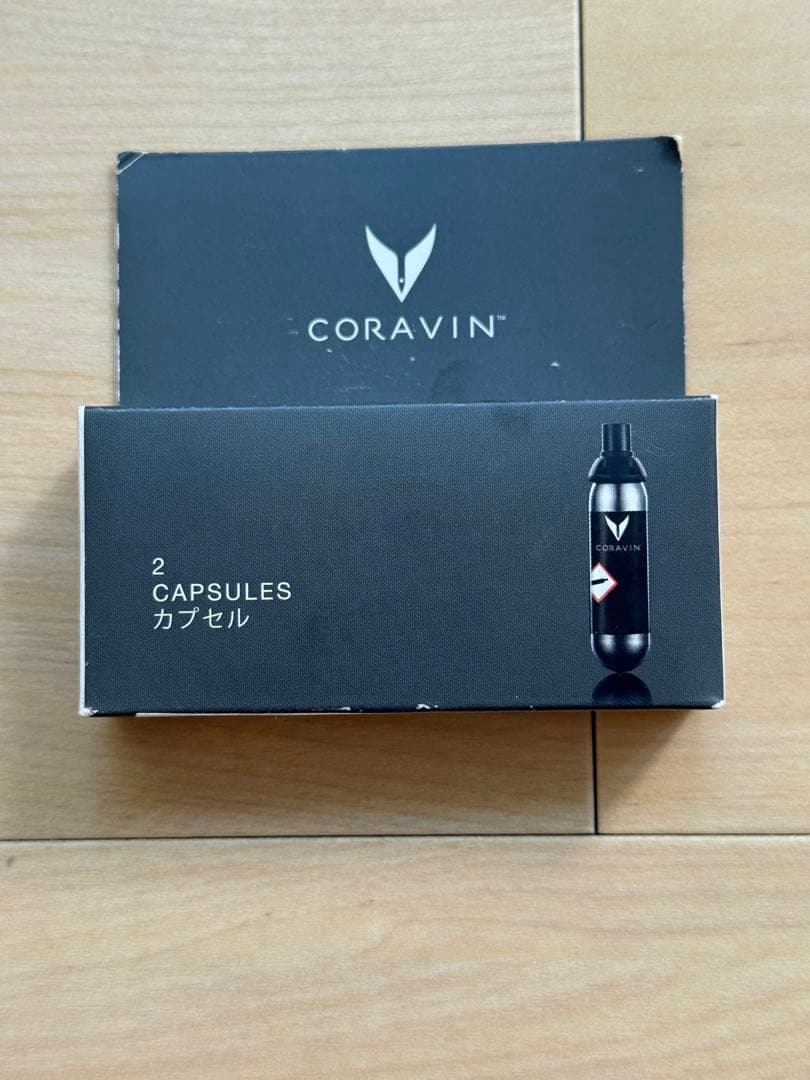 CORAVIN™
2
CAPSULES
カプセル
CORAVIN